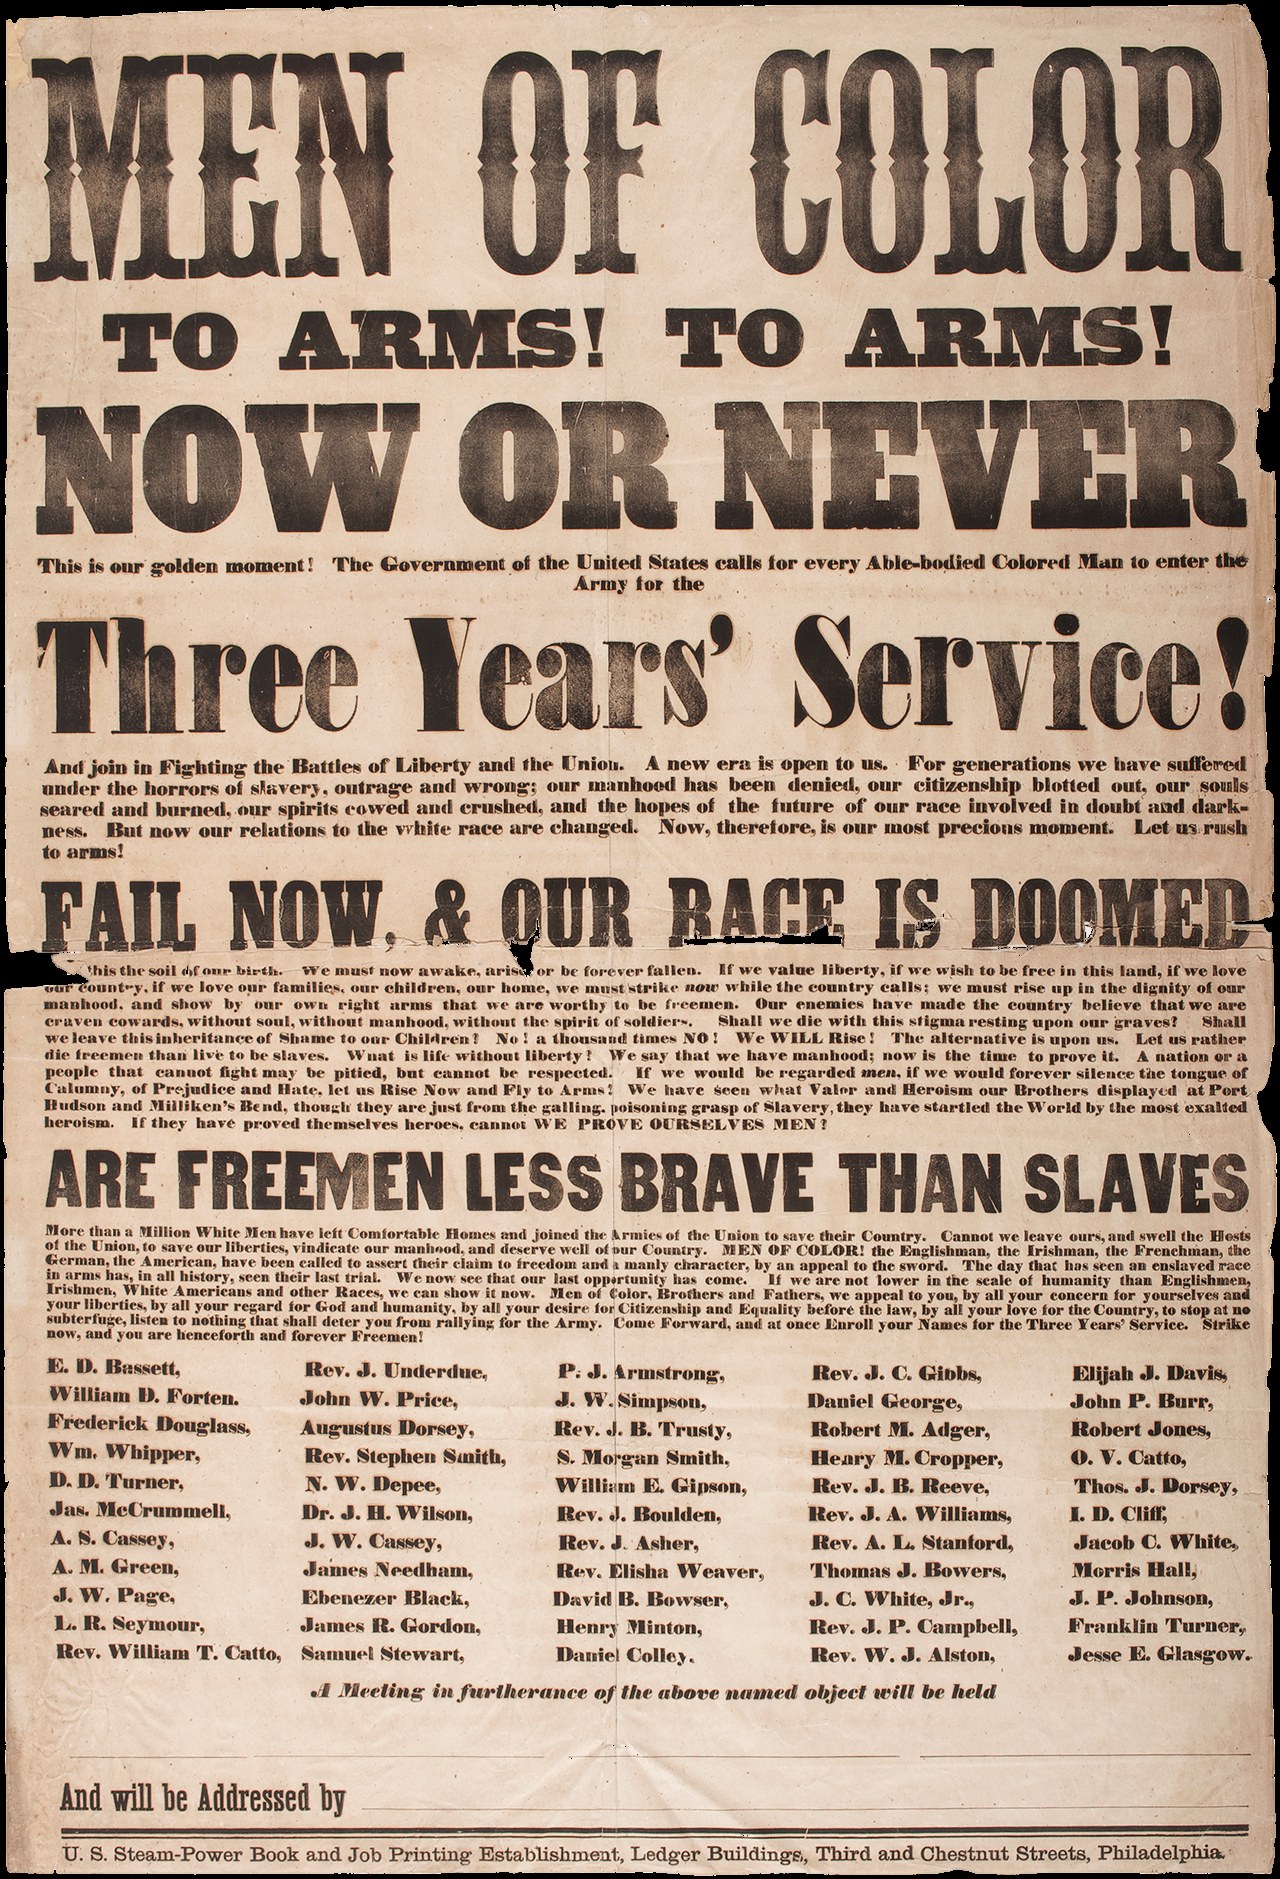 MEN OF COLOR
TO ARMS! TO ARMS!
NOW OR NEVER
This is our golden moment! The Government of the United States calls for every Able-bodied Colored Man to enter the
Army for the
Three Years' Service!
And join in Fighting the Battles of Liberty and the Union. A new era is open to us. For generations we have suffered
under the horrors of slavery, outrage and wrong; our manhood has been denied, our citizenship blotted out, our souls
seared and burned, our spirits cowed and crushed, and the hopes of the future of our race involved in doubt and dark-
ness. But now our relations to the white race are changed. Now, therefore, is our most precious moment. Let us rush
to arms!
FAIL NOW, & OUR RACE IS DOOMED
this the soil of our birth. We must now awake, arise, or be forever fallen. If we value liberty, if we wish to be free in this land, if we love
our country, if we love our families, our children, our home, we must strike now while the country calls; we must rise up in the dignity of our
manhood, and show by our own right arms that we are worthy to be freemen. Our enemies have made the country believe that we are
craven cowards, without soul, without manhood, without the spirit of soldiers. Shall we die with this stigma resting upon our graves? Shall
we leave this inheritance of Shame to our Children? No! a thousand times NO! We WILL Rise! The alternative is upon us. Let us rather
die freemen than live to be slaves. What is life without liberty? We say that we have manhood; now is the time to prove it. A nation or a
people that cannot fight may be pitied, but cannot be respected. If we would be regarded men, if we would forever silence the tongue of
Calumny, of Prejudice and Hate, let us Rise Now and Fly to Arms! We have seen what Valor and Heroism our Brothers displayed at Port
Hudson and Milliken's Bend, though they are just from the galling, poisoning grasp of Slavery, they have startled the World by the most exalted
heroism. If they have proved themselves heroes, cannot WE PROVE OURSELVES MEN?
ARE FREEMEN LESS BRAVE THAN SLAVES
More than a Million White Men have left Comfortable Homes and joined the Armies of the Union to save their Country. Cannot we leave ours, and swell the Hosts
of the Union, to save our liberties, vindicate our manhood, and deserve well of our Country. MEN OF COLOR! the Englishman, the Irishman, the Frenchman, the
German, the American, have been called to assert their claim to freedom and a manly character, by an appeal to the sword. The day that has seen an enslaved race
in arms has, in all history, seen their last trial. We now see that our last opportunity has come. If we are not lower in the scale of humanity than Englishmen,
Irishmen, White Americans and other Races, we can show it now. Men of Color, Brothers and Fathers, we appeal to you, by all your concern for yourselves and
your liberties, by all your regard for God and humanity, by all your desire for Citizenship and Equality before the law, by all your love for the Country, to stop at no
subterfuge, listen to nothing that shall deter you from rallying for the Army. Come Forward, and at once Enroll your Names for the Three Years' Service. Strike
now, and you are henceforth and forever Freemen!
E. D. Bassett,
William D. Forten.
Frederick Douglass,
Wm. Whipper,
D. D. Turner,
Jas. McCrummell,
A. S. Cassey,
A. M. Green,
J. W. Page,
L. R. Seymour,
Rev. William T. Catto,
Rev. J. Underdue,
John W. Price,
Augustus Dorsey,
Rev. Stephen Smith,
N. W. Depee,
Dr. J. H. Wilson,
J. W. Cassey,
James Needham,
Ebenezer Black,
James R. Gordon,
Samuel Stewart,
P. J. Armstrong,
J. W. Simpson,
Rev. J. B. Trusty,
S. Morgan Smith,
William E. Gipson,
Rev. J. Boulden,
Rev. J. Asher,
Rev. Elisha Weaver,
David B. Bowser,
Henry Minton,
Daniel Colley.
Rev. J. C. Gibbs,
Daniel George,
Robert M. Adger,
Henry M. Cropper,
Rev. J. B. Reeve,
Rev. J. A. Williams,
Rev. A. L. Stanford,
Thomas J. Bowers,
J. C. White, Jr.,
Rev. J. P. Campbell,
Rev. W. J. Alston,
Elijah J. Davis,
John P. Burr,
Robert Jones,
O. V. Catto,
Thos. J. Dorsey,
I. D. Cliff,
Jacob C. White,
Morris Hall,
J. P. Johnson,
Franklin Turner,
Jesse E. Glasgow.
A Meeting in furtherance of the above named object will be held
And will be Addressed by
U. S. Steam-Power Book and Job Printing Establishment, Ledger Buildings, Third and Chestnut Streets, Philadelphia.